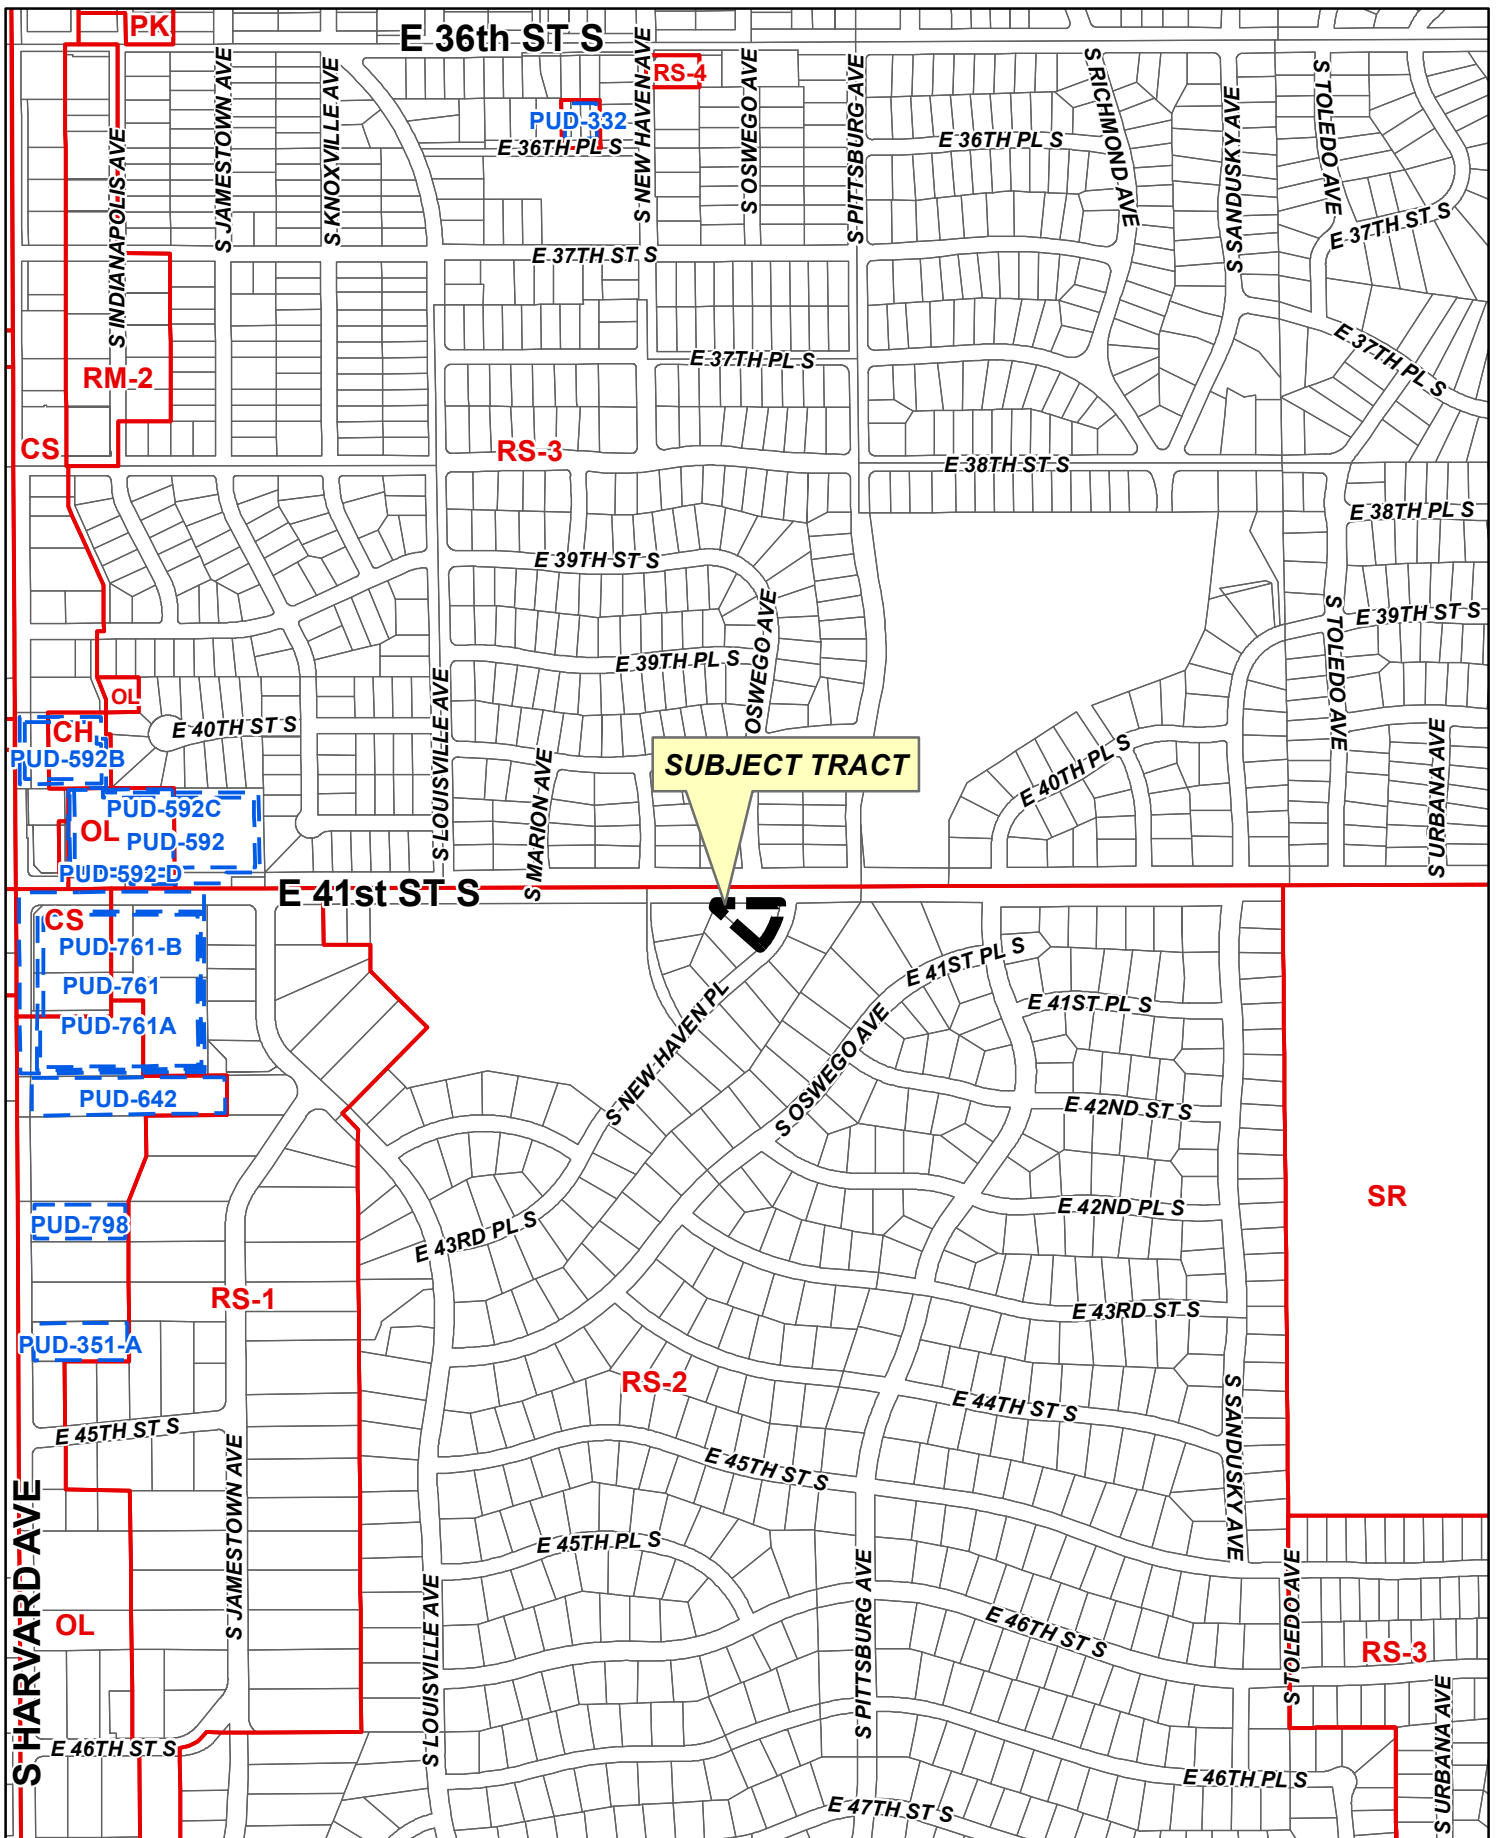 PK
E 36th ST S
RS-4
PUD-332
E 36TH PL S
E 36TH PL S
S INDIANAPOLIS AVE
S JAMESTOWN AVE
S KNOXVILLE AVE
S NEW HAVEN AVE
S OSWEGO AVE
S PITTSBURG AVE
S RICHMOND AVE
S SANDUSKY AVE
S TOLEDO AVE
E 37TH ST S
E 37TH ST S
E 37TH PL S
E 37TH PL S
RM-2
CS
RS-3
E 38TH ST S
E 38TH PL S
E 39TH ST S
E 39TH ST S
E 39TH PL S
OSWEGO AVE
S TOLEDO AVE
OL
CH
PUD-592B
E 40TH ST S
S LOUISVILLE AVE
S MARION AVE
SUBJECT TRACT
E 40TH PL S
S URBANA AVE
PUD-592C
OL
PUD-592
PUD-592-D
E 41st ST S
CS
PUD-761-B
PUD-761
PUD-761A
PUD-642
E 41ST PL S
E 41ST PL S
S NEW HAVEN PL
S OSWEGO AVE
E 42ND ST S
E 42ND PL S
SR
PUD-798
E 43RD PL S
RS-1
E 43RD ST S
PUD-351-A
RS-2
E 44TH ST S
E 45TH ST S
E 45TH ST S
S SANDUSKY AVE
S HARVARD AVE
S JAMESTOWN AVE
E 45TH PL S
S LOUISVILLE AVE
S PITTSBURG AVE
E 46TH ST S
S TOLEDO AVE
OL
RS-3
S URBANA AVE
E 46TH ST S
E 46TH PL S
E 47TH ST S